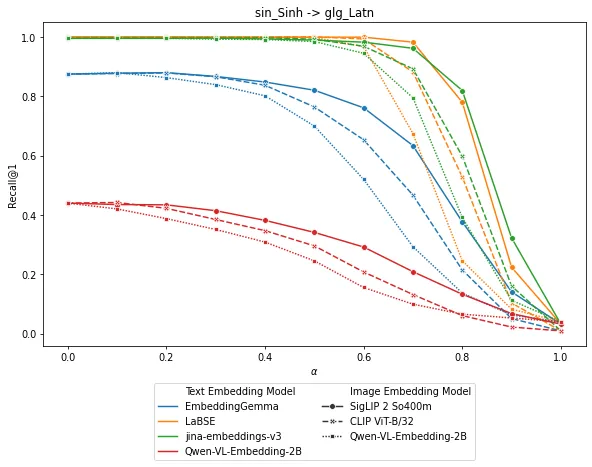 sin_Sinh -> glg_Latn
Recall@1
1.0
0.8
0.6
0.4
0.2
0.0
0.0 0.2 0.4 0.6 0.8 1.0
α
Text Embedding Model
EmbeddingGemma
LaBSE
jina-embeddings-v3
Qwen-VL-Embedding-2B
Image Embedding Model
SigLIP 2 So400m
CLIP ViT-B/32
Qwen-VL-Embedding-2B